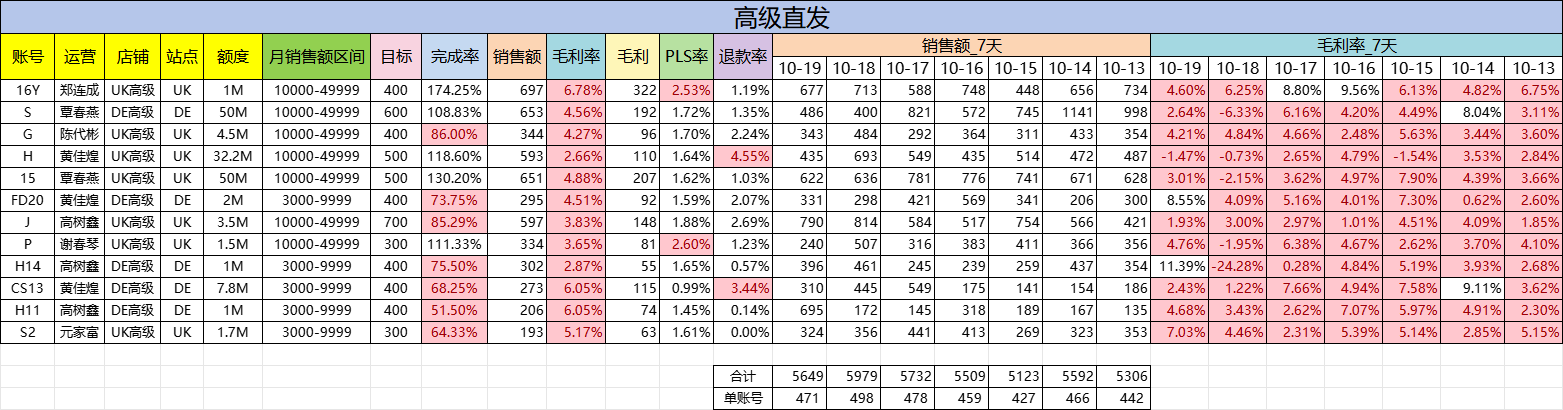 高级直发
账号 运营 店铺 站点 额度 月销售额区间 目标 完成率 销售额 毛利率 毛利 PLS率 退款率 销售额_7天 毛利率_7天
10-19 10-18 10-17 10-16 10-15 10-14 10-13 10-19 10-18 10-17 10-16 10-15 10-14 10-13
16Y 郑连成 UK高级 UK 1M 10000-49999 400 174.25% 697 6.78% 322 2.53% 1.19% 677 713 588 748 448 656 734 4.60% 6.25% 8.80% 9.56% 6.13% 4.82% 6.75%
S 覃春燕 DE高级 DE 50M 10000-49999 600 108.83% 653 4.56% 192 1.72% 1.35% 486 400 821 572 745 1141 998 2.64% -6.33% 6.16% 4.20% 4.49% 8.04% 3.11%
G 陈代彬 UK高级 UK 4.5M 10000-49999 400 86.00% 344 4.27% 96 1.70% 2.24% 343 484 292 364 311 433 354 4.21% 4.84% 4.66% 2.48% 5.63% 3.44% 3.60%
H 黄佳煌 UK高级 UK 32.2M 10000-49999 500 118.60% 593 2.66% 110 1.64% 4.55% 435 693 549 435 514 472 487 -1.47% -0.73% 2.65% 4.79% -1.54% 3.53% 2.84%
15 覃春燕 UK高级 UK 50M 10000-49999 500 130.20% 651 4.88% 207 1.62% 1.03% 622 636 781 776 741 671 628 3.01% -2.15% 3.62% 4.97% 7.90% 4.39% 3.66%
FD20 黄佳煌 DE高级 DE 2M 3000-9999 400 73.75% 295 4.51% 92 1.59% 2.07% 331 298 421 569 341 206 300 8.55% 4.09% 5.16% 4.01% 7.30% 0.62% 2.60%
J 高树鑫 UK高级 UK 3.5M 10000-49999 700 85.29% 597 3.83% 148 1.88% 2.69% 790 814 584 517 754 566 421 1.93% 3.00% 2.97% 1.01% 4.51% 4.09% 1.85%
P 谢春琴 UK高级 UK 1.5M 10000-49999 300 111.33% 334 3.65% 81 2.60% 1.23% 240 507 316 383 411 366 356 4.76% -1.95% 6.38% 4.67% 2.62% 3.70% 4.10%
H14 高树鑫 DE高级 DE 1M 3000-9999 400 75.50% 302 2.87% 55 1.65% 0.57% 396 461 245 239 259 437 354 11.39% -24.28% 0.28% 4.84% 5.19% 3.93% 2.68%
CS13 黄佳煌 DE高级 DE 7.8M 3000-9999 400 68.25% 273 6.05% 115 0.99% 3.44% 310 445 549 175 141 154 186 2.43% 1.22% 7.66% 4.94% 7.58% 9.11% 3.62%
H11 高树鑫 DE高级 DE 1M 3000-9999 400 51.50% 206 6.05% 74 1.45% 0.14% 695 172 145 318 189 167 135 4.68% 3.43% 2.62% 7.07% 5.97% 4.91% 2.30%
S2 元家富 UK高级 UK 1.7M 3000-9999 300 64.33% 193 5.17% 63 1.61% 0.00% 324 356 441 413 269 323 353 7.03% 4.46% 2.31% 5.39% 5.14% 2.85% 5.15%
合计 5649 5979 5732 5509 5123 5592 5306
单账号 471 498 478 459 427 466 442